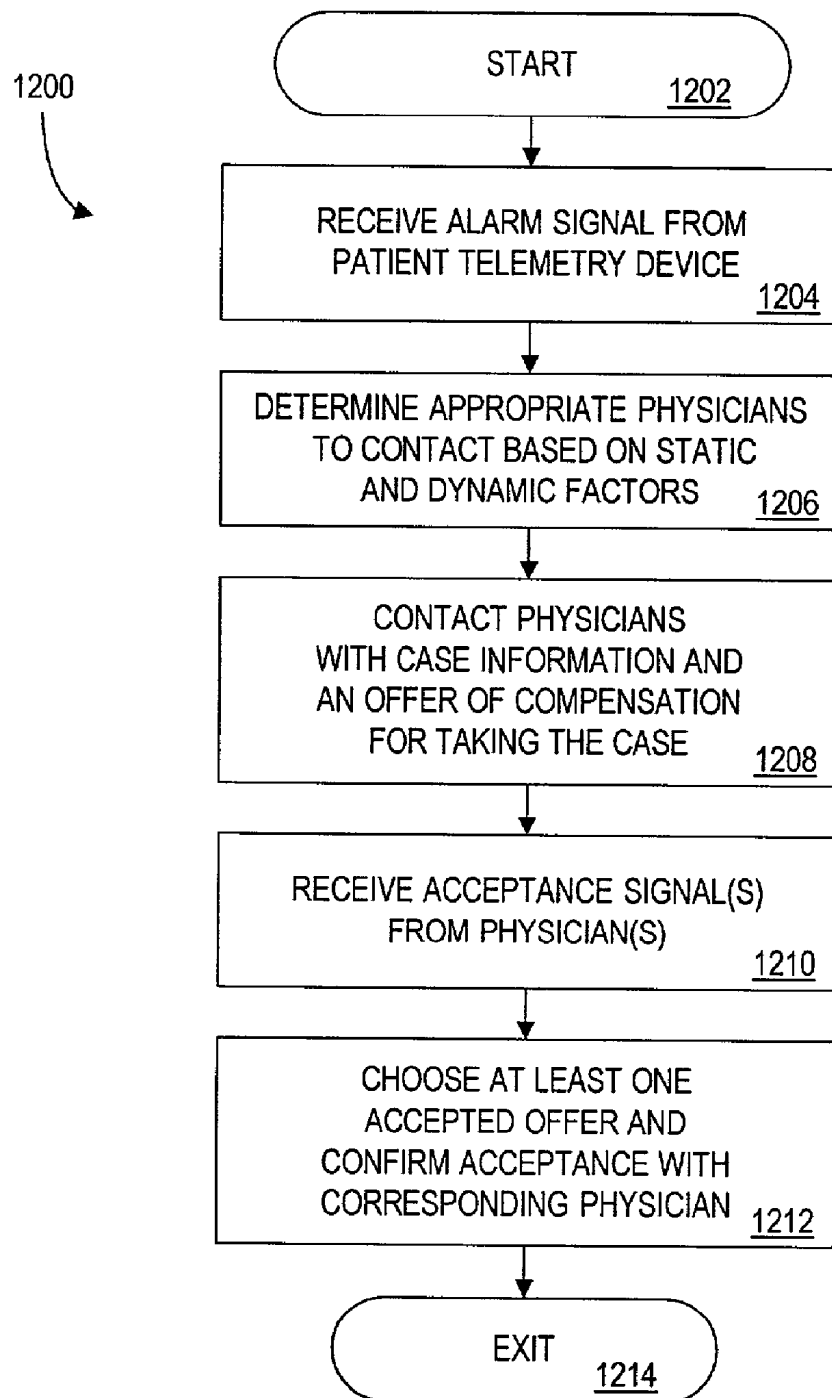 1200
START
1202
RECEIVE ALARM SIGNAL FROM
PATIENT TELEMETRY DEVICE
1204
DETERMINE APPROPRIATE PHYSICIANS
TO CONTACT BASED ON STATIC
AND DYNAMIC FACTORS
1206
CONTACT PHYSICIANS
WITH CASE INFORMATION AND
AN OFFER OF COMPENSATION
FOR TAKING THE CASE
1208
RECEIVE ACCEPTANCE SIGNAL(S)
FROM PHYSICIAN(S)
1210
CHOOSE AT LEAST ONE
ACCEPTED OFFER AND
CONFIRM ACCEPTANCE WITH
CORRESPONDING PHYSICIAN
1212
EXIT
1214